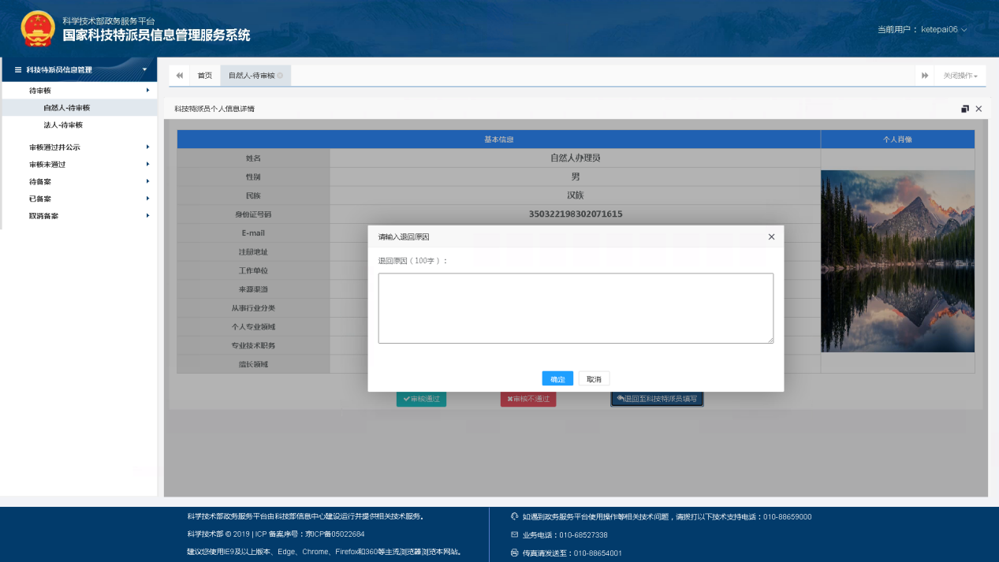 科学技术部政务服务平台
国家科技特派员信息管理服务系统
当前用户： ketepai06
科技特派员信息管理
首页
自然人-待审核
关闭操作
待审核
自然人-待审核
法人-待审核
审核通过并公示
审核未通过
待备案
已备案
取消备案
科技特派员个人信息详情
基本信息
个人肖像
姓名
自然人办理员
性别
男
民族
汉族
身份证号码
350322198302071615
E-mail
注册地址
工作单位
来源渠道
从事行业分类
个人专业领域
专业技术职务
擅长领域
请输入退回原因
退回原因（100字）：
确定
取消
审核通过
审核不通过
退回至科技特派员填写
科学技术部政务服务平台由科技部信息中心建设运行并提供相关技术服务。
科学技术部 © 2019 | ICP 备案序号：京ICP备05022684
建议您使用IE9及以上版本、Edge、Chrome、Firefox和360等主流浏览器浏览本网站。
如遇到政务服务平台使用操作等相关技术问题，请拨打以下技术支持电话：010-88659000
业务电话：010-68527338
传真请发送至：010-88654001